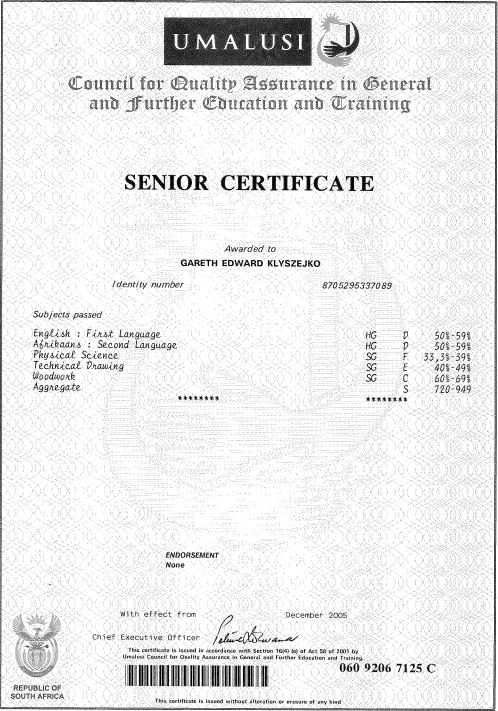 UMALUSI
Council for Quality Assurance in General
and Further Education and Training
SENIOR CERTIFICATE
Awarded to
GARETH EDWARD KLYSZEJKO
Identity number 8705295337089
Subjects passed
English : First Language HG D 50%-59%
Afrikaans : Second Language HG D 50%-59%
Physical Science SG F 33,3%-39%
Technical Drawing SG E 40%-49%
Woodwork SG C 60%-69%
Aggregate S 720-949
******** ********
ENDORSEMENT
None
With effect from December 2005
Chief Executive Officer
This certificate is issued in accordance with Section 16(4) (e) of Act 58 of 2001 by
Umalusi Council for Quality Assurance in General and Further Education and Training.
060 9206 7125 C
REPUBLIC OF
SOUTH AFRICA
This certificate is issued without alteration or erasure of any kind